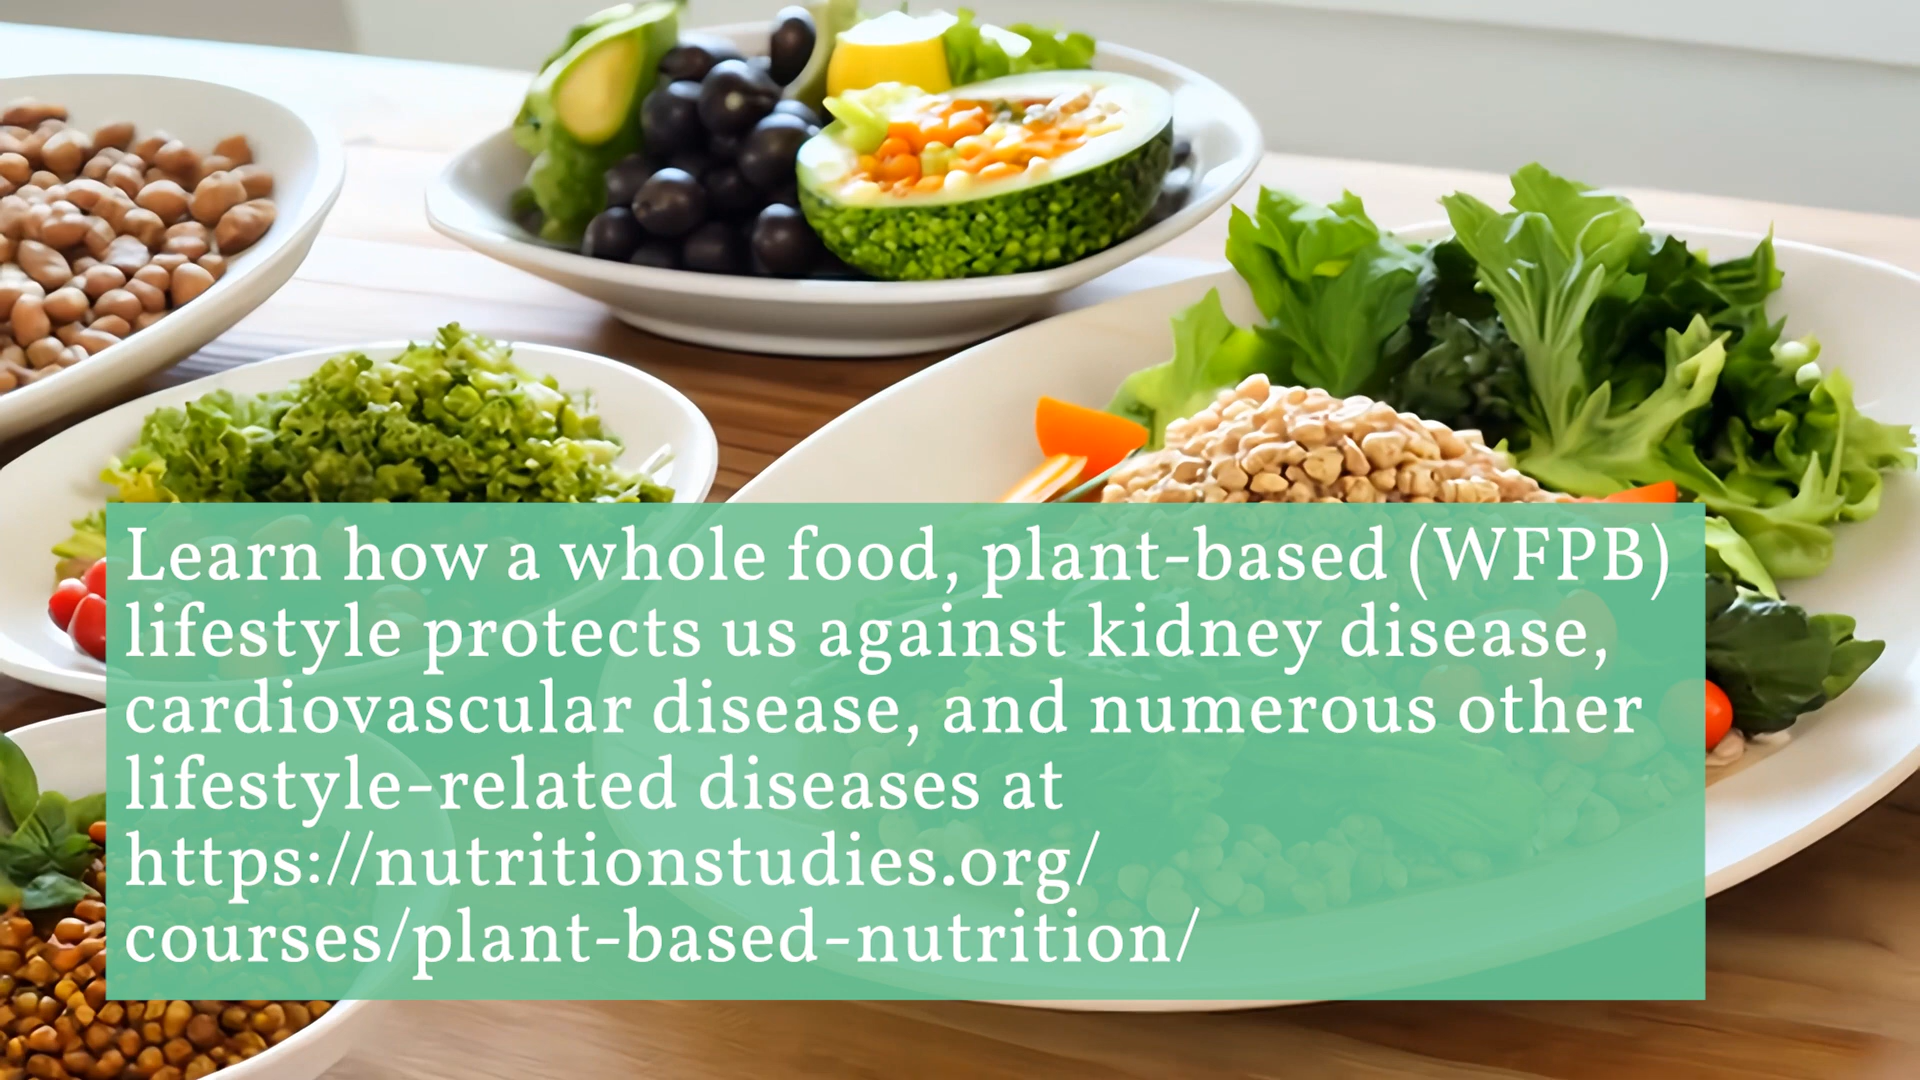 Learn how a whole food, plant-based (WFPB)
lifestyle protects us against kidney disease,
cardiovascular disease, and numerous other
lifestyle-related diseases at
https://nutritionstudies.org/
courses/plant-based-nutrition/